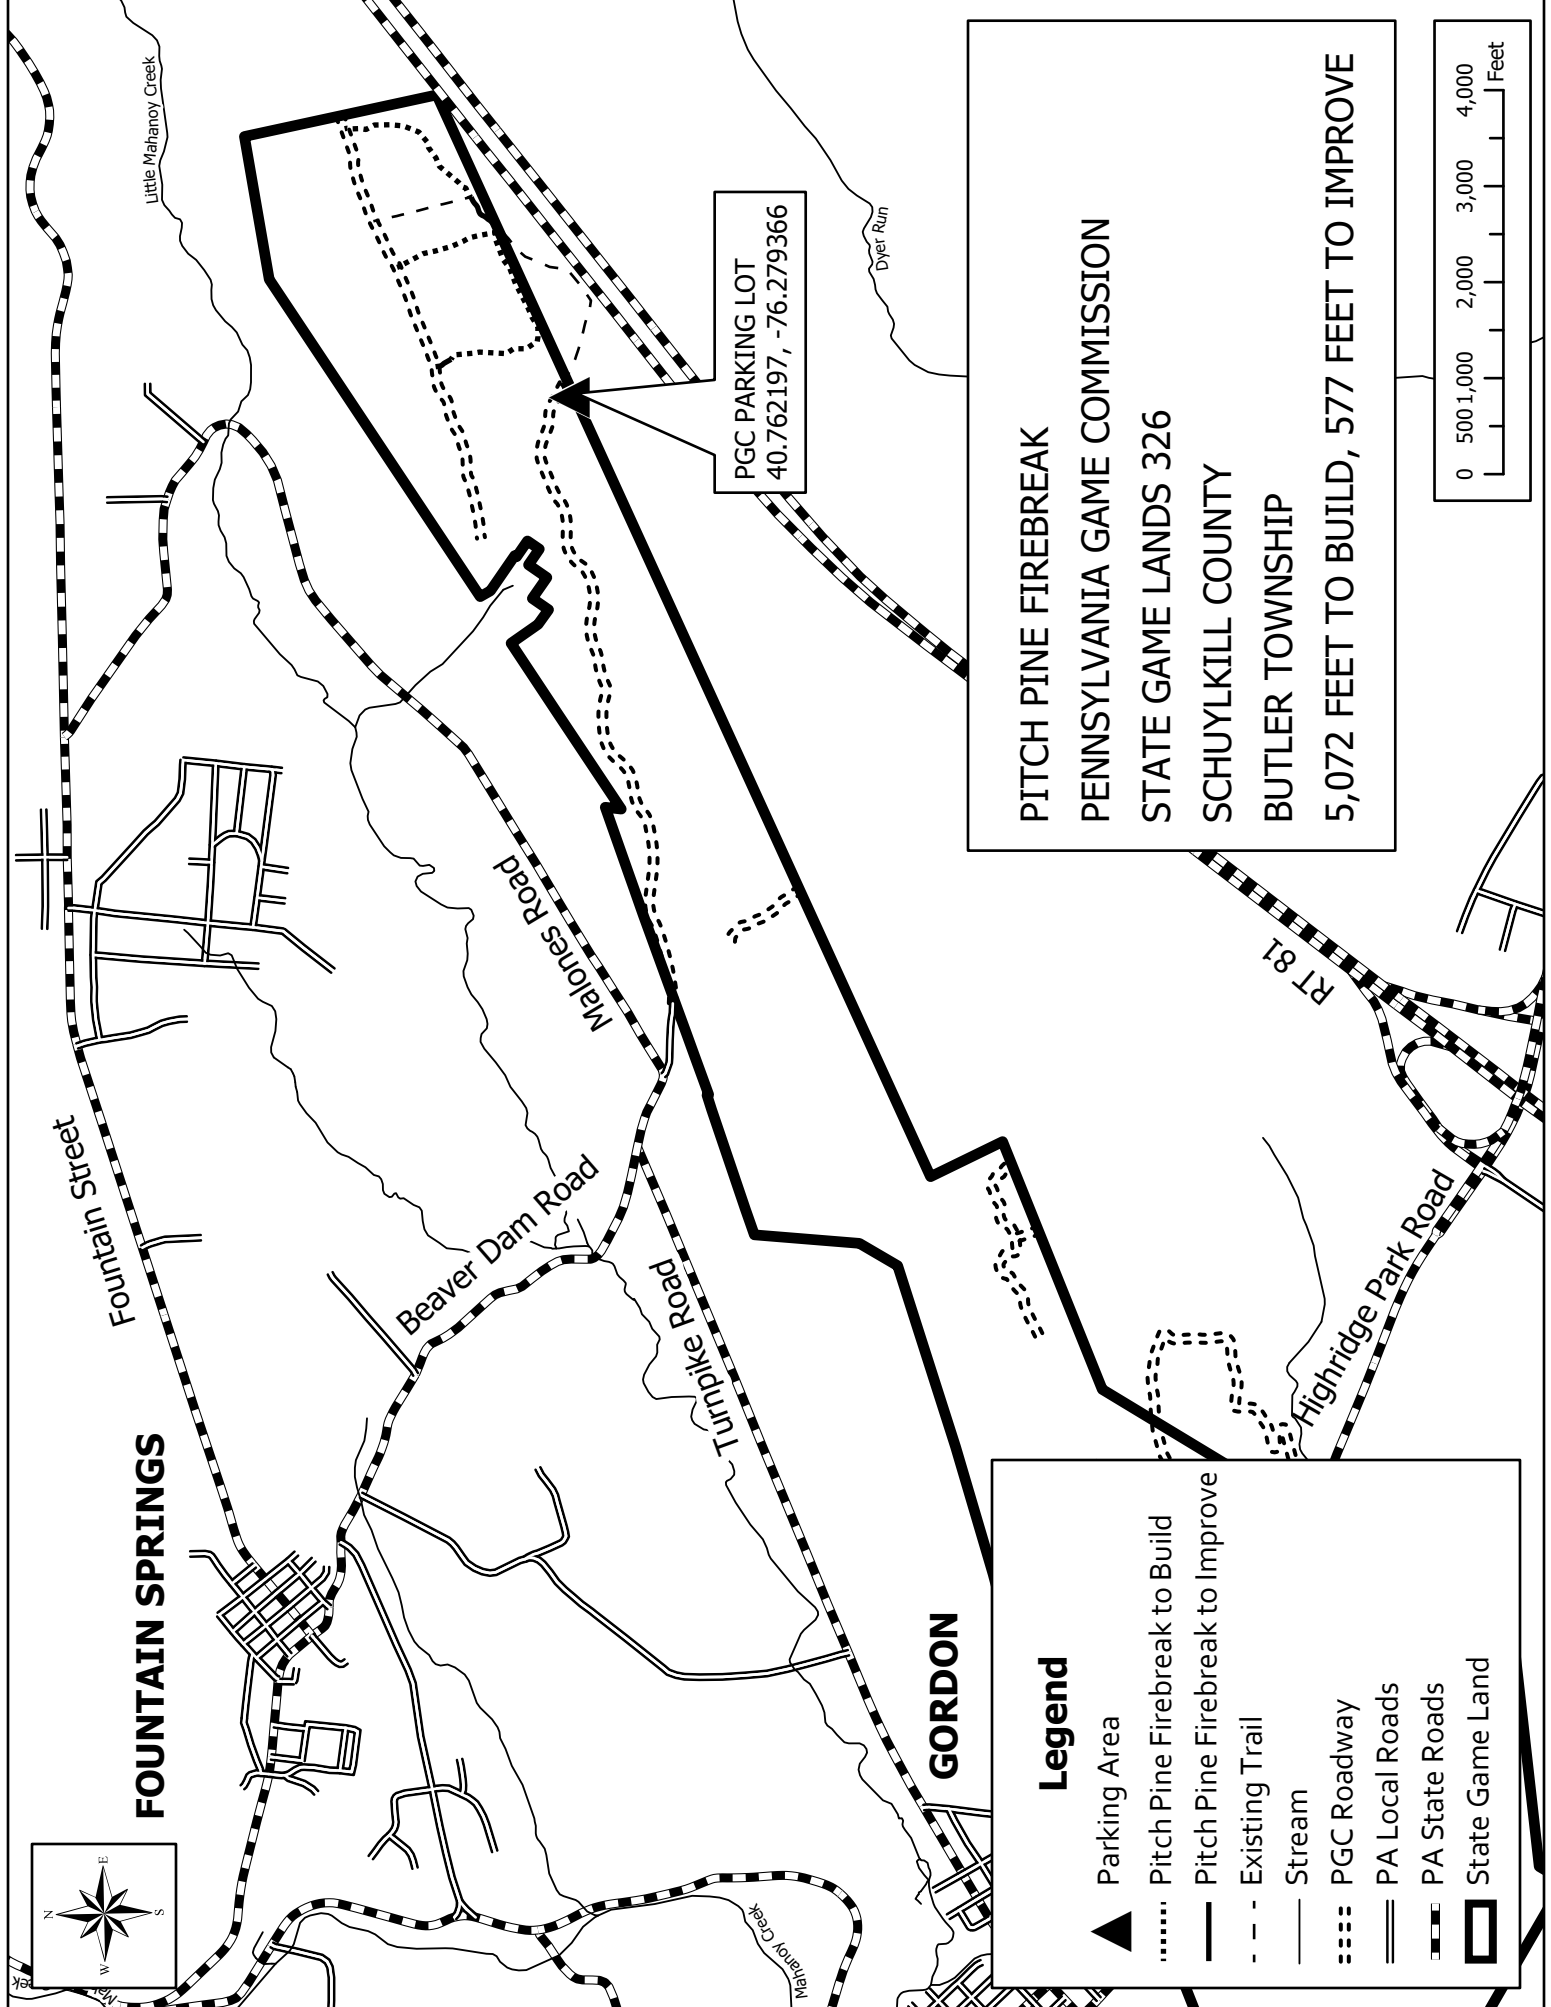 Little Mahanoy Creek
Fountain Street
FOUNTAIN SPRINGS
Malones Road
Beaver Dam Road
Turnpike Road
GORDON
Mahanoy Creek
Dyer Run
RT 81
Highridge Park Road
PGC PARKING LOT
40.762197, -76.279366
N
W
E
S
Legend
Parking Area
Pitch Pine Firebreak to Build
Pitch Pine Firebreak to Improve
Existing Trail
Stream
PGC Roadway
PA Local Roads
PA State Roads
State Game Land
PITCH PINE FIREBREAK
PENNSYLVANIA GAME COMMISSION
STATE GAME LANDS 326
SCHUYLKILL COUNTY
BUTLER TOWNSHIP
5,072 FEET TO BUILD, 577 FEET TO IMPROVE
0 500 1,000 2,000 3,000 4,000
Feet